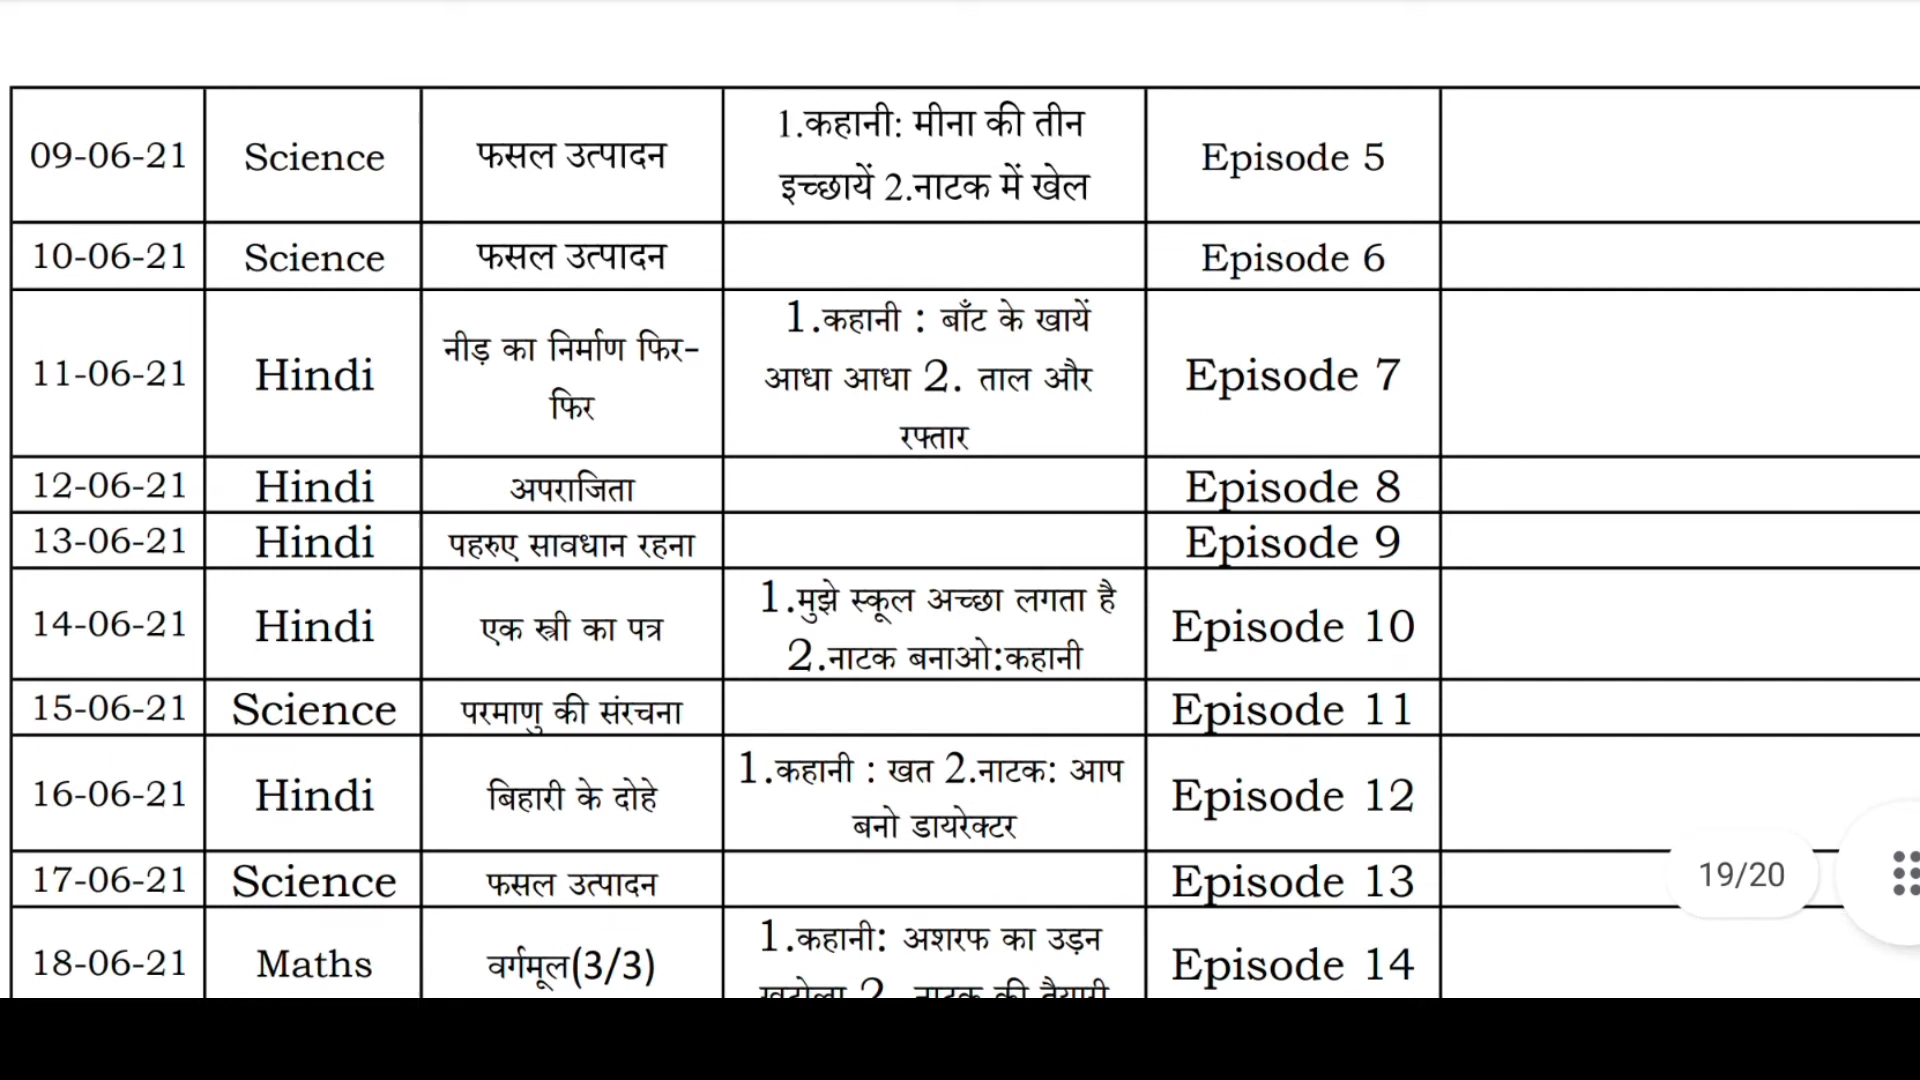 09-06-21 Science फसल उत्पादन 1.कहानी: मीना की तीन Episode 5
इच्छायें 2.नाटक में खेल
10-06-21 Science फसल उत्पादन Episode 6
11-06-21 Hindi नीड़ का निर्माण फिर- 1.कहानी : बाँट के खायें Episode 7
फिर आधा आधा 2. ताल और
रफ्तार
12-06-21 Hindi अपराजिता Episode 8
13-06-21 Hindi पहरुए सावधान रहना Episode 9
14-06-21 Hindi एक स्त्री का पत्र 1.मुझे स्कूल अच्छा लगता है Episode 10
2.नाटक बनाओ:कहानी
15-06-21 Science परमाणु की संरचना Episode 11
16-06-21 Hindi बिहारी के दोहे 1.कहानी : खत 2.नाटक: आप Episode 12
बनो डायरेक्टर
17-06-21 Science फसल उत्पादन Episode 13
19/20
18-06-21 Maths वर्गमूल(3/3) 1.कहानी: अशरफ का उड़न Episode 14
खटोला 2. नाटक की तैयारी